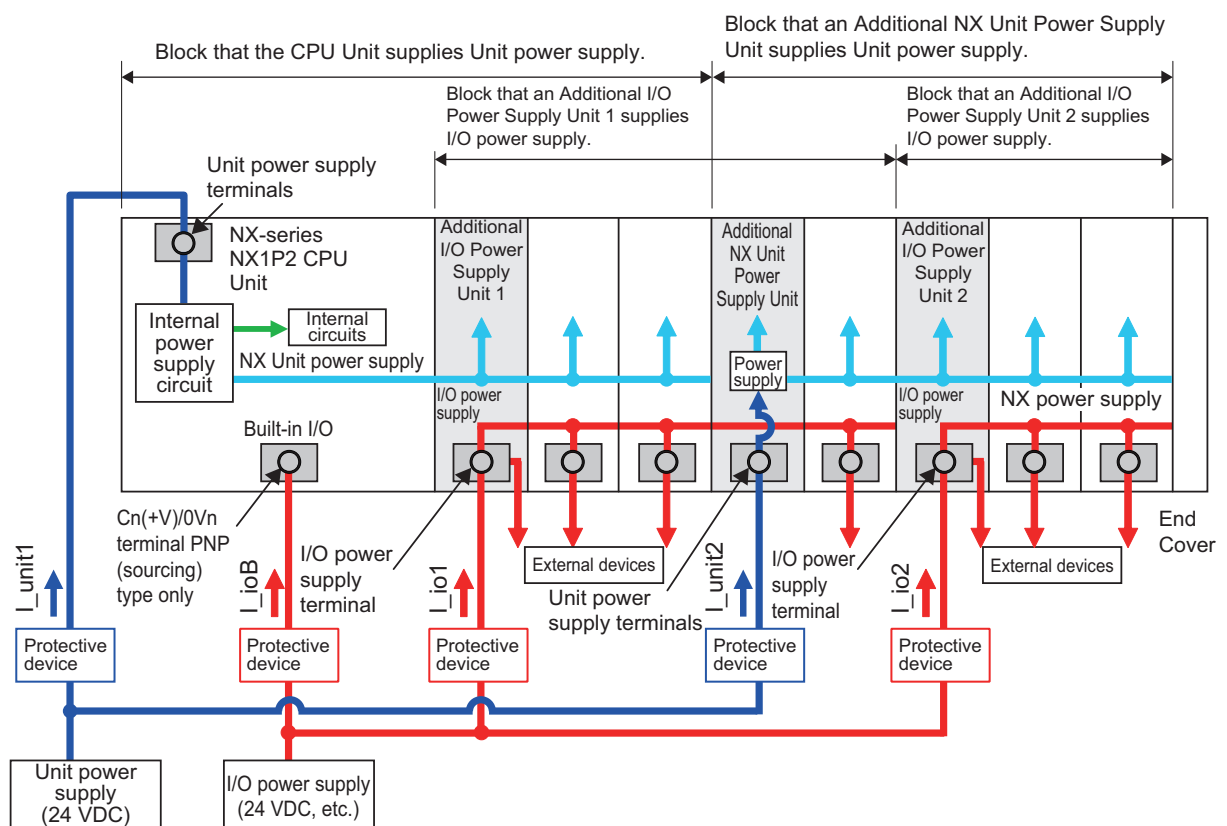 Block that the CPU Unit supplies Unit power supply.
Block that an Additional NX Unit Power Supply
Unit supplies Unit power supply.
Block that an Additional I/O
Power Supply Unit 1 supplies
I/O power supply.
Block that an Additional I/O
Power Supply Unit 2 supplies
I/O power supply.
Unit power supply
terminals
NX-series
NX1P2 CPU
Unit
Additional
I/O Power
Supply
Unit 1
Additional
NX Unit
Power
Supply Unit
Additional
I/O Power
Supply
Unit 2
Internal
power
supply
circuit
Internal
circuits
NX Unit power supply
Power
supply
I/O power
supply
I/O power
supply
NX power supply
Built-in I/O
Cn(+V)/0Vn
terminal PNP
(sourcing)
type only
I/O power
supply
terminal
External devices
Unit power
supply terminals
I/O power
supply
terminal
External devices
End
Cover
I_unit1
I_ioB
I_io1
I_unit2
I_io2
Protective
device
Protective
device
Protective
device
Protective
device
Protective
device
Unit power
supply
(24 VDC)
I/O power supply
(24 VDC, etc.)